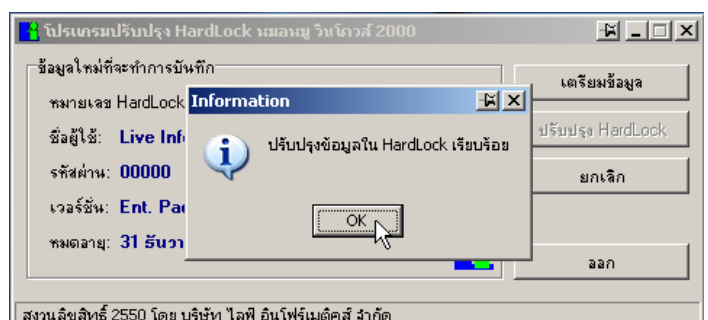 โปรแกรมปรับปรุง HardLock หมอหมู วินโดวส์ 2000
ข้อมูลใหม่ที่จะทำการบันทึก
หมายเลข HardLock
ชื่อผู้ใช้: Live
รหัสผ่าน: 00000
เวอร์ชั่น: Ent.
หมดอายุ: 31
Information
ปรับปรุงข้อมูลใน HardLock เรียบร้อย
OK
เตรียมข้อมูล
ปรับปรุง HardLock
ยกเลิก
ออก
สงวนลิขสิทธิ์ 2550 โดย บริษัท ไลฟ์ อินโฟร์เมติคส์ จำกัด